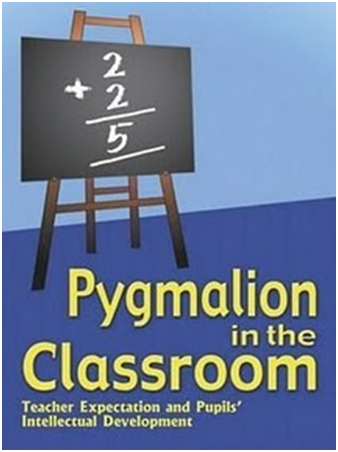 2
+ 2
5
Pygmalion
in the
Classroom
Teacher Expectation and Pupils'
Intellectual Development